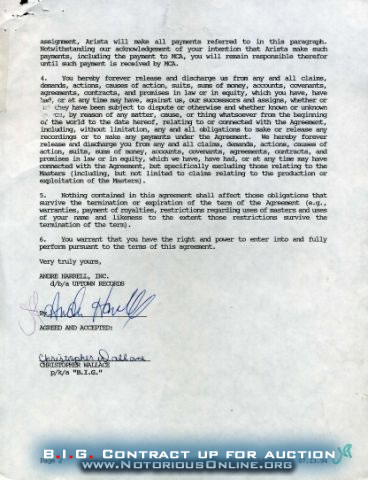 assignment, Arista will make all payments referred to in this paragraph.
Notwithstanding our acknowledgement of your intention that Arista make such
payments, including the payment to MCA, you will remain responsible therefor
until such payment is received by MCA.
4. You hereby forever release and discharge us from any and all claims,
demands, actions, causes of action, suits, sums of money, accounts, covenants,
agreements, contracts, and promises in law or in equity, which you have, have
had, or at any time may have, against us, our successors and assigns, whether or
they have been subject to dispute or otherwise and whether known or unknown
by reason of any matter, cause, or thing whatsoever from the beginning
of the world to the date hereof, relating to or connected with the Agreement,
including, without limitation, any and all obligations to make or release any
recordings or to make any payments under the Agreement. We hereby forever
release and discharge you from any and all claims, demands, actions, causes of
action, suits, sums of money, accounts, covenants, agreements, contracts, and
promises in law or in equity, which we have, have had, or at any time may have
connected with the Agreement, but specifically excluding those relating to the
Masters (including, but not limited to claims relating to the production or
exploitation of the Masters).
5. Nothing contained in this agreement shall affect those obligations that
survive the termination or expiration of the term of the Agreement (e.g.,
warranties, payment of royalties, restrictions regarding uses of masters and uses
of your name and likeness to the extent those restrictions survive the
termination of the term).
6. You warrant that you have the right and power to enter into and fully
perform pursuant to the terms of this agreement.
Very truly yours,
ANDRE HARRELL, INC.
d/b/a UPTOWN RECORDS
By Andre Harrell
AGREED AND ACCEPTED:
Christopher Wallace
CHRISTOPHER WALLACE
p/k/a "B.I.G."
B.I.G. CONTRACT UP FOR AUCTION
WWW.NOTORIOUSONLINE.ORG